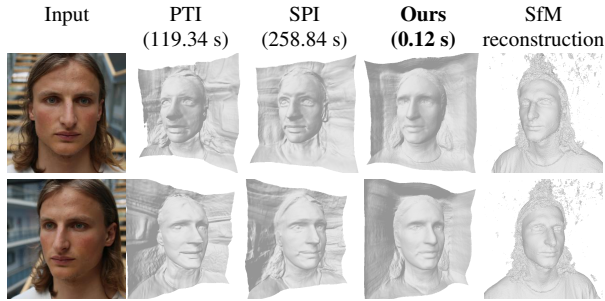 Input PTI SPI Ours SfM
(119.34 s) (258.84 s) (0.12 s) reconstruction